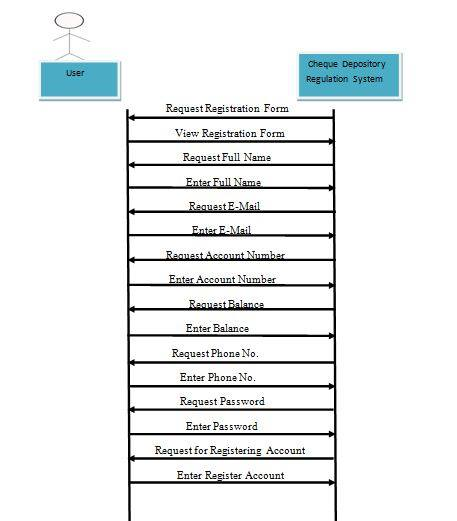 User
Cheque Depository
Regulation System
Request Registration Form
View Registration Form
Request Full Name
Enter Full Name
Request E-Mail
Enter E-Mail
Request Account Number
Enter Account Number
Request Balance
Enter Balance
Request Phone No.
Enter Phone No.
Request Password
Enter Password
Request for Registering Account
Enter Register Account